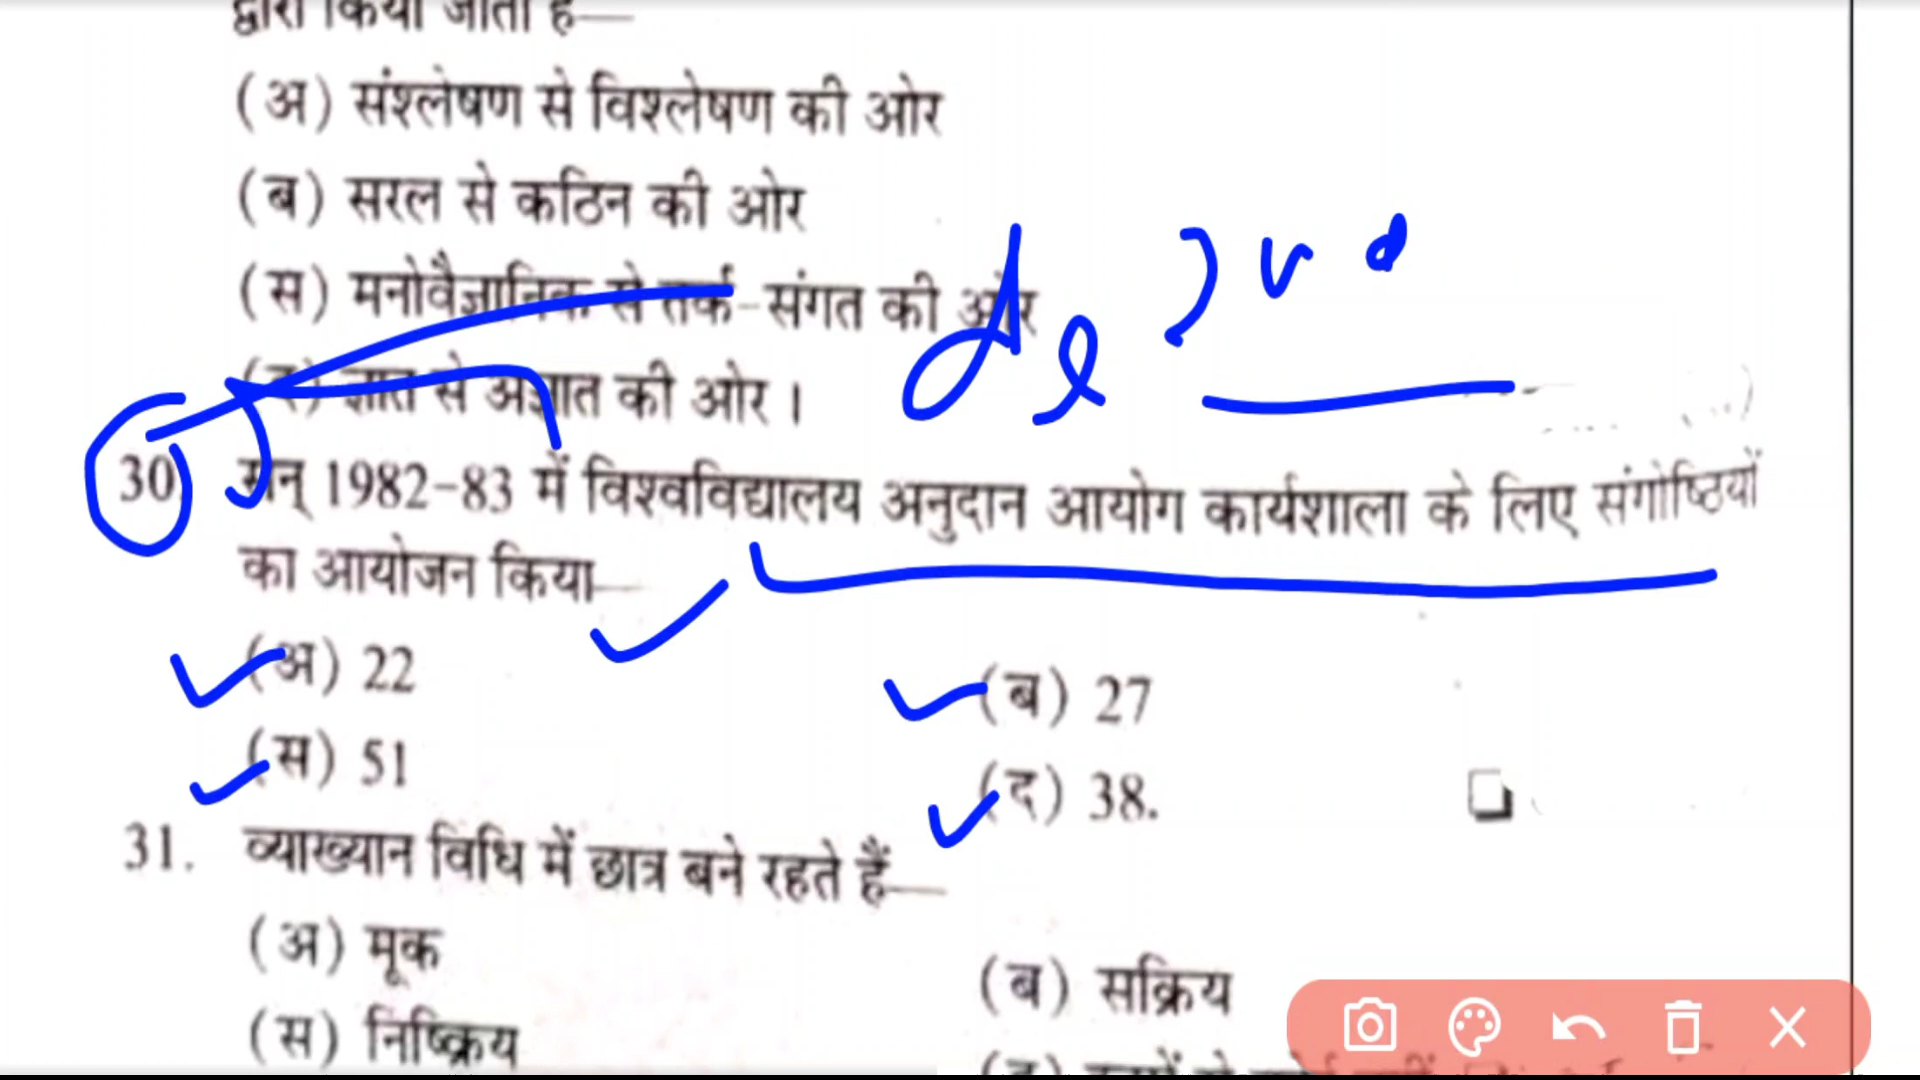 द्वारा किया जाता है—
(अ) संश्लेषण से विश्लेषण की ओर
(ब) सरल से कठिन की ओर
(स) मनोवैज्ञानिक से तर्क-संगत की ओर
(द) ज्ञात से अज्ञात की ओर ।
30. सन् 1982-83 में विश्वविद्यालय अनुदान आयोग कार्यशाला के लिए संगोष्ठियों
का आयोजन किया—
(अ) 22 (ब) 27
(स) 51 (द) 38.
31. व्याख्यान विधि में छात्र बने रहते हैं—
(अ) मूक (ब) सक्रिय
(स) निष्क्रिय